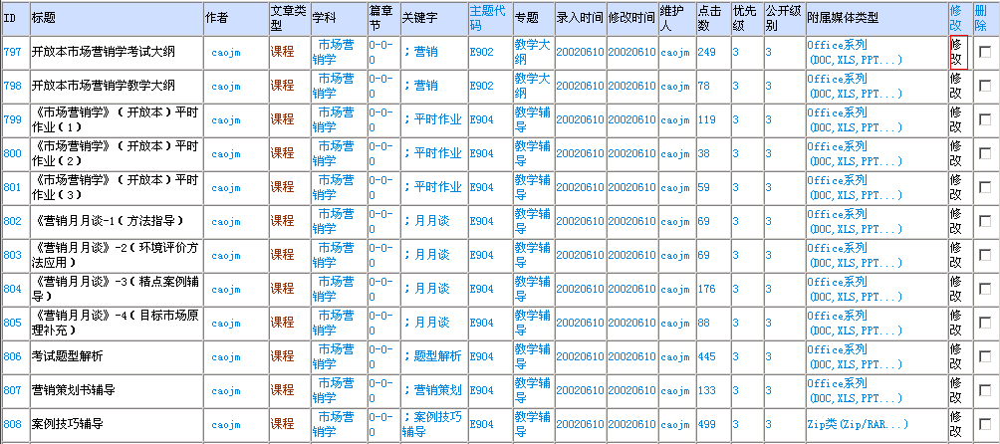 ID 标题 作者 文章类型 学科 篇章节 关键字 主题代码 专题 录入时间 修改时间 维护人 点击数 优先级 公开级别 附属媒体类型 修改 删除
797 开放本市场营销学考试大纲 caojm 课程 市场营销学 0-0-0 ；营销 E902 教学大纲 20020610 20020610 caojm 249 3 3 Office系列(DOC,XLS,PPT...) 修改
798 开放本市场营销学教学大纲 caojm 课程 市场营销学 0-0-0 ；营销 E902 教学大纲 20020610 20020610 caojm 78 3 3 Office系列(DOC,XLS,PPT...) 修改
799 《市场营销学》（开放本）平时作业（1） caojm 课程 市场营销学 0-0-0 ；平时作业 E904 教学辅导 20020610 20020610 caojm 119 3 3 Office系列(DOC,XLS,PPT...) 修改
800 《市场营销学》（开放本）平时作业（2） caojm 课程 市场营销学 0-0-0 ；平时作业 E904 教学辅导 20020610 20020610 caojm 38 3 3 Office系列(DOC,XLS,PPT...) 修改
801 《市场营销学》（开放本）平时作业（3） caojm 课程 市场营销学 0-0-0 ；平时作业 E904 教学辅导 20020610 20020610 caojm 59 3 3 Office系列(DOC,XLS,PPT...) 修改
802 《营销月月谈-1（方法指导） caojm 课程 市场营销学 0-0-0 ；月月谈 E904 教学辅导 20020610 20020610 caojm 69 3 3 Office系列(DOC,XLS,PPT...) 修改
803 《营销月月谈》-2（环境评价方法应用） caojm 课程 市场营销学 0-0-0 ；月月谈 E904 教学辅导 20020610 20020610 caojm 69 3 3 Office系列(DOC,XLS,PPT...) 修改
804 《营销月月谈》-3（精点案例辅导） caojm 课程 市场营销学 0-0-0 ；月月谈 E904 教学辅导 20020610 20020610 caojm 176 3 3 Office系列(DOC,XLS,PPT...) 修改
805 《营销月月谈》-4（目标市场原理补充） caojm 课程 市场营销学 0-0-0 ；月月谈 E904 教学辅导 20020610 20020610 caojm 88 3 3 Office系列(DOC,XLS,PPT...) 修改
806 考试题型解析 caojm 课程 市场营销学 0-0-0 ；题型解析 E904 教学辅导 20020610 20020610 caojm 445 3 3 Office系列(DOC,XLS,PPT...) 修改
807 营销策划书辅导 caojm 课程 市场营销学 0-0-0 ；营销策划 E904 教学辅导 20020610 20020610 caojm 133 3 3 Office系列(DOC,XLS,PPT...) 修改
808 案例技巧辅导 caojm 课程 市场营销学 0-0-0 ；案例技巧辅导 E904 教学辅导 20020610 20020610 caojm 499 3 3 Zip类(Zip/RAR...) 修改